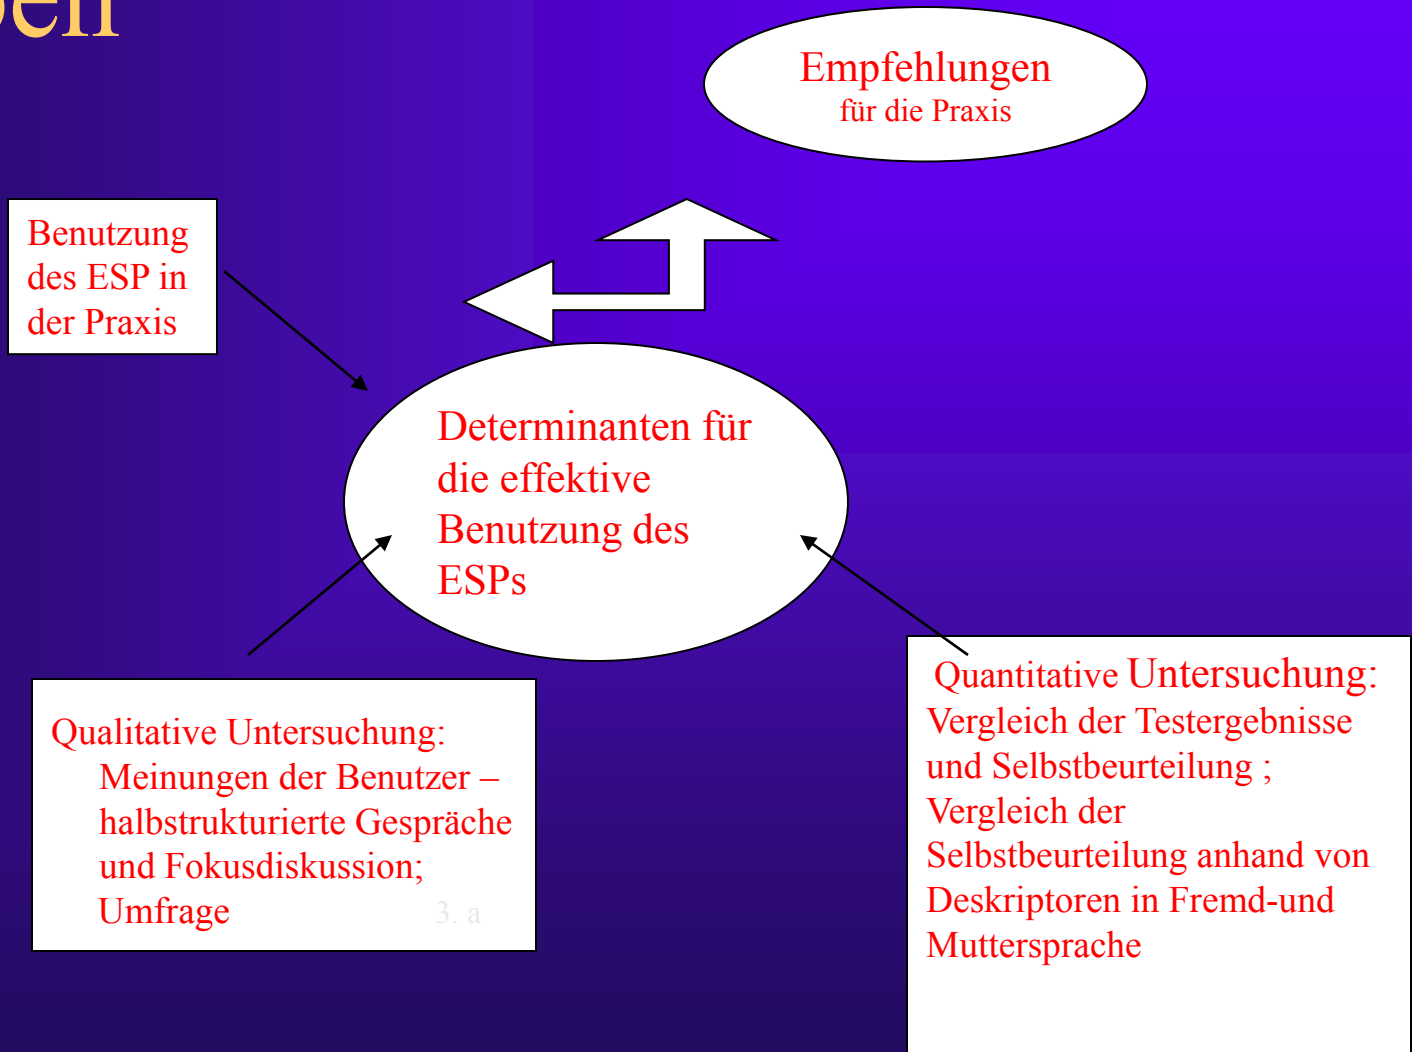 Empfehlungen
für die Praxis
Benutzung
des ESP in
der Praxis
Determinanten für
die effektive
Benutzung des
ESPs
Qualitative Untersuchung:
Meinungen der Benutzer –
halbstrukturierte Gespräche
und Fokusdiskussion;
Umfrage 3. a
Quantitative Untersuchung:
Vergleich der Testergebnisse
und Selbstbeurteilung ;
Vergleich der
Selbstbeurteilung anhand von
Deskriptoren in Fremd-und
Muttersprache